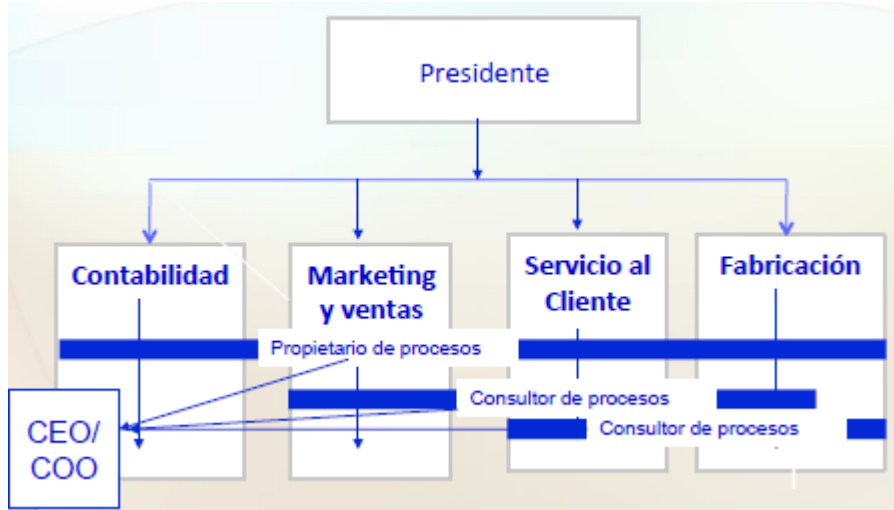 Presidente
Contabilidad
Marketing
y ventas
Servicio al
Cliente
Fabricación
Propietario de procesos
Consultor de procesos
Consultor de procesos
CEO/
COO